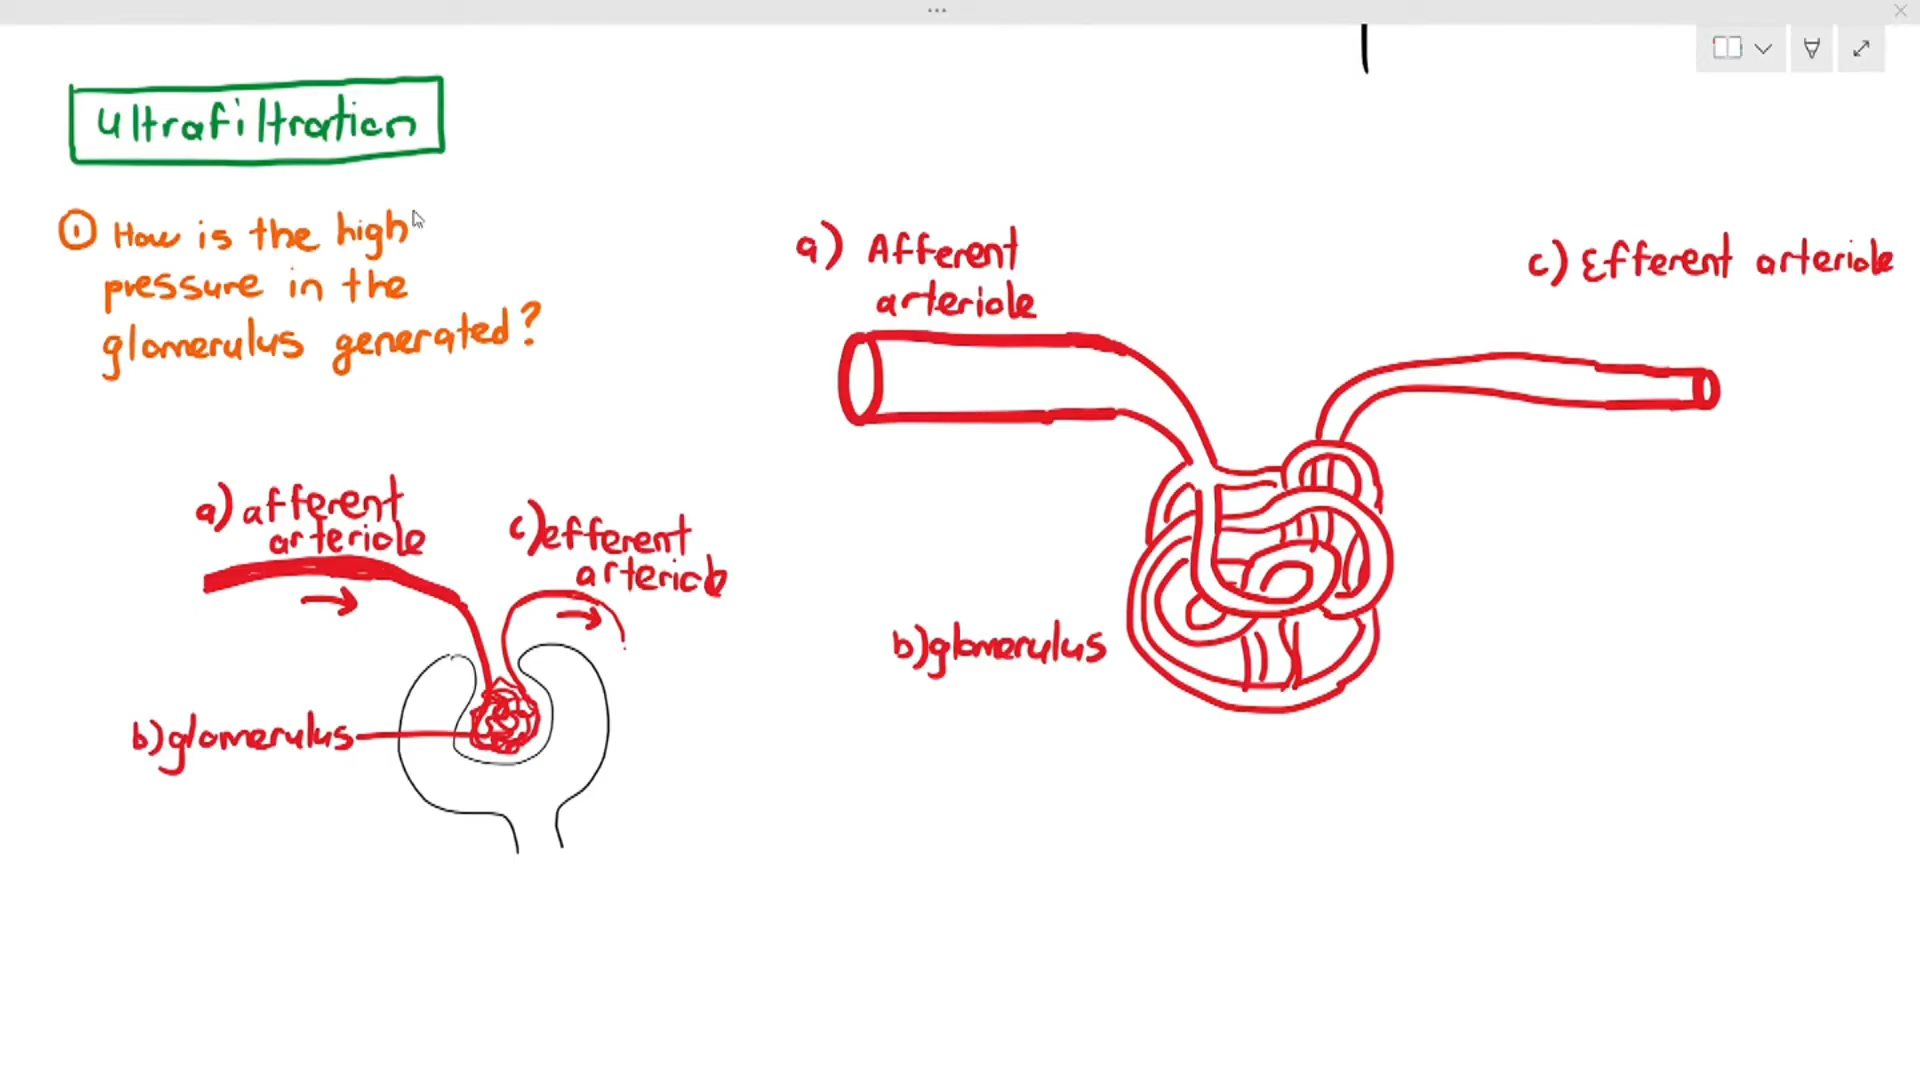 Ultrafiltration
① How is the high
pressure in the
glomerulus generated?
a) afferent
arteriole
c) efferent
arteriole
b) glomerulus
a) Afferent
arteriole
c) Efferent arteriole
b) glomerulus